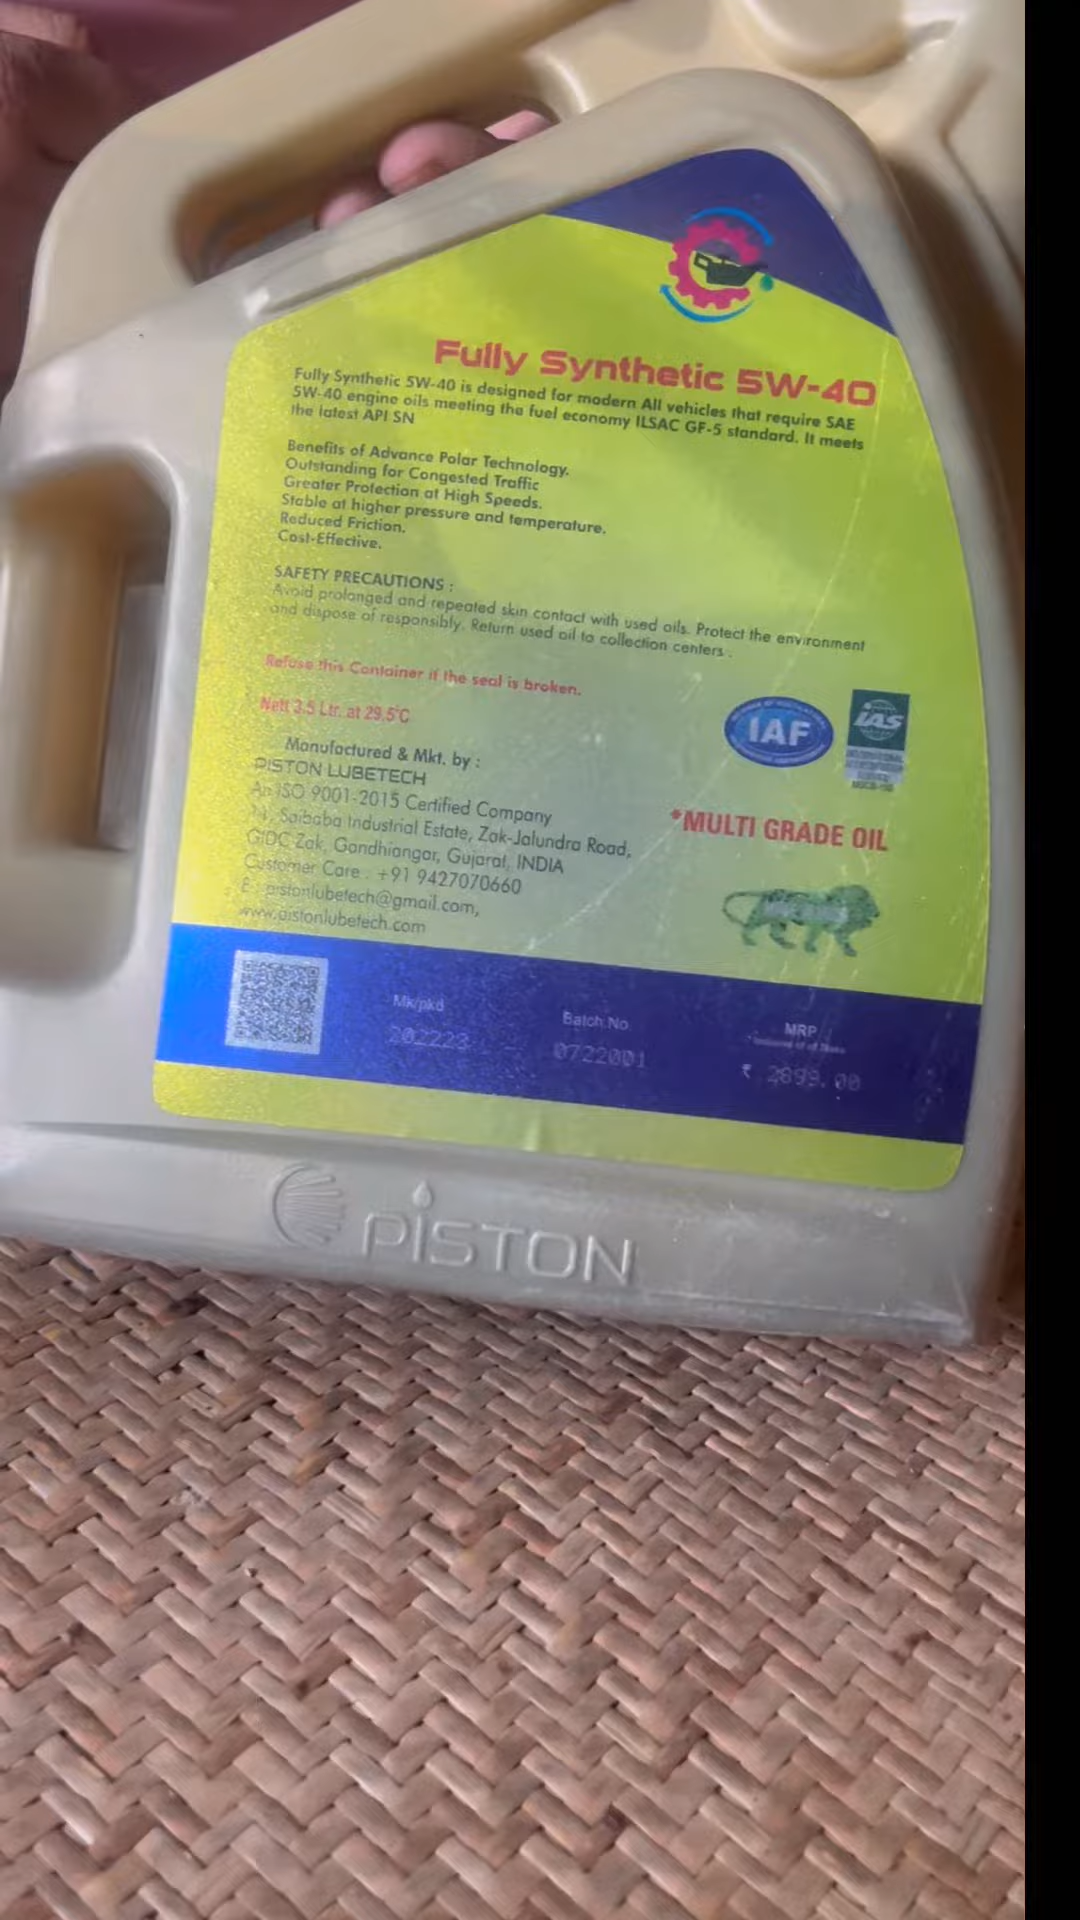 Fully Synthetic 5W-40
Fully Synthetic 5W-40 is designed for modern All vehicles that require SAE
5W-40 engine oils meeting the fuel economy ILSAC GF-5 standard. It meets
the latest API SN
Benefits of Advance Polar Technology.
Outstanding for Congested Traffic
Greater Protection at High Speeds.
Stable at higher pressure and temperature.
Reduced Friction.
Cost-Effective.
SAFETY PRECAUTIONS :
Avoid prolonged and repeated skin contact with used oils. Protect the environment
and dispose of responsibly. Return used oil to collection centers .
Refuse this Container if the seal is broken.
Nett 3.5 Ltr. at 29.5°C
IAF
IAS
Manufactured & Mkt. by :
PISTON LUBETECH
An ISO 9001-2015 Certified Company
Saibaba Industrial Estate, Zak-Jalundra Road,
GIDC Zak, Gandhiangar, Gujarat, INDIA
Customer Care : +91 9427070660
E : pistonlubetech@gmail.com,
www.pistonlubetech.com
*MULTI GRADE OIL
Mk/pkd
202223
Batch No
0722001
MRP
₹ 2899.00
PISTON